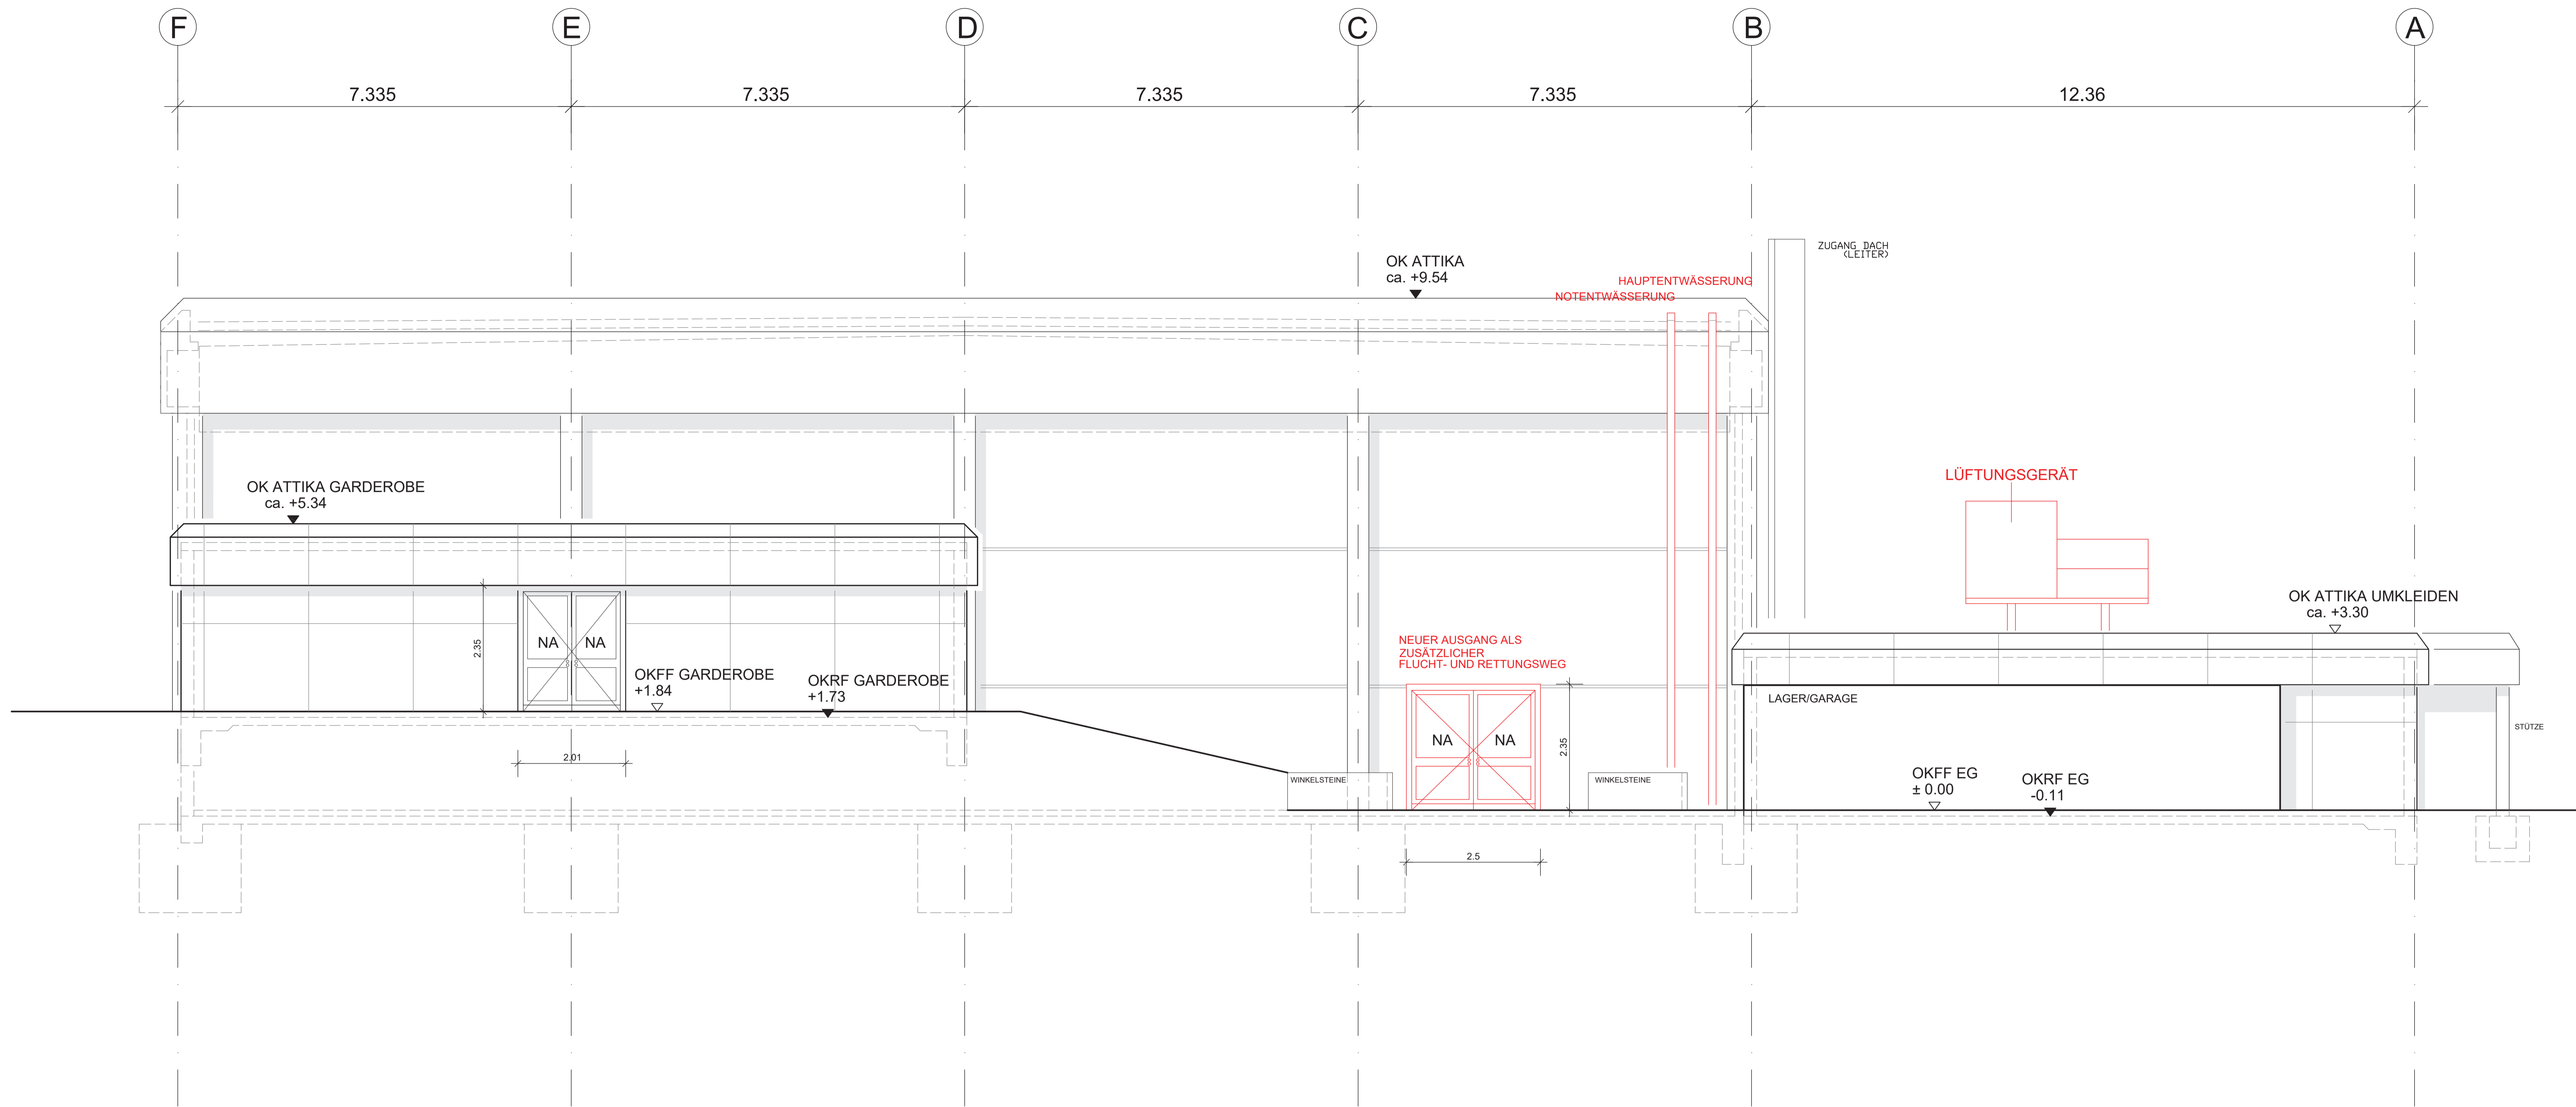 F E D C B A
7.335 7.335 7.335 7.335 12.36
ZUGANG DACH
(LEITER)
OK ATTIKA
ca. +9.54
HAUPTENTWÄSSERUNG
NOTENTWÄSSERUNG
LÜFTUNGSGERÄT
OK ATTIKA GARDEROBE
ca. +5.34
OK ATTIKA UMKLEIDEN
ca. +3.30
2.35
NA NA
NEUER AUSGANG ALS
ZUSÄTZLICHER
FLUCHT- UND RETTUNGSWEG
OKFF GARDEROBE
+1.84
OKRF GARDEROBE
+1.73
LAGER/GARAGE
STÜTZE
NA NA
2.35
2.01
WINKELSTEINE
WINKELSTEINE
OKFF EG
± 0.00
OKRF EG
-0.11
2.5